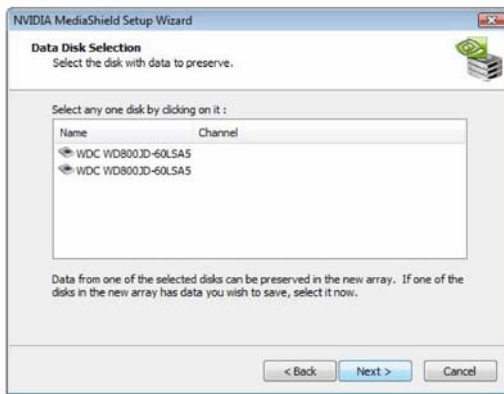 NVIDIA MediaShield Setup Wizard
Data Disk Selection
Select the disk with data to preserve.
Select any one disk by clicking on it :
Name Channel
WDC WD800JD-60LSA5
WDC WD800JD-60LSA5
Data from one of the selected disks can be preserved in the new array. If one of the
disks in the new array has data you wish to save, select it now.
< Back Next > Cancel